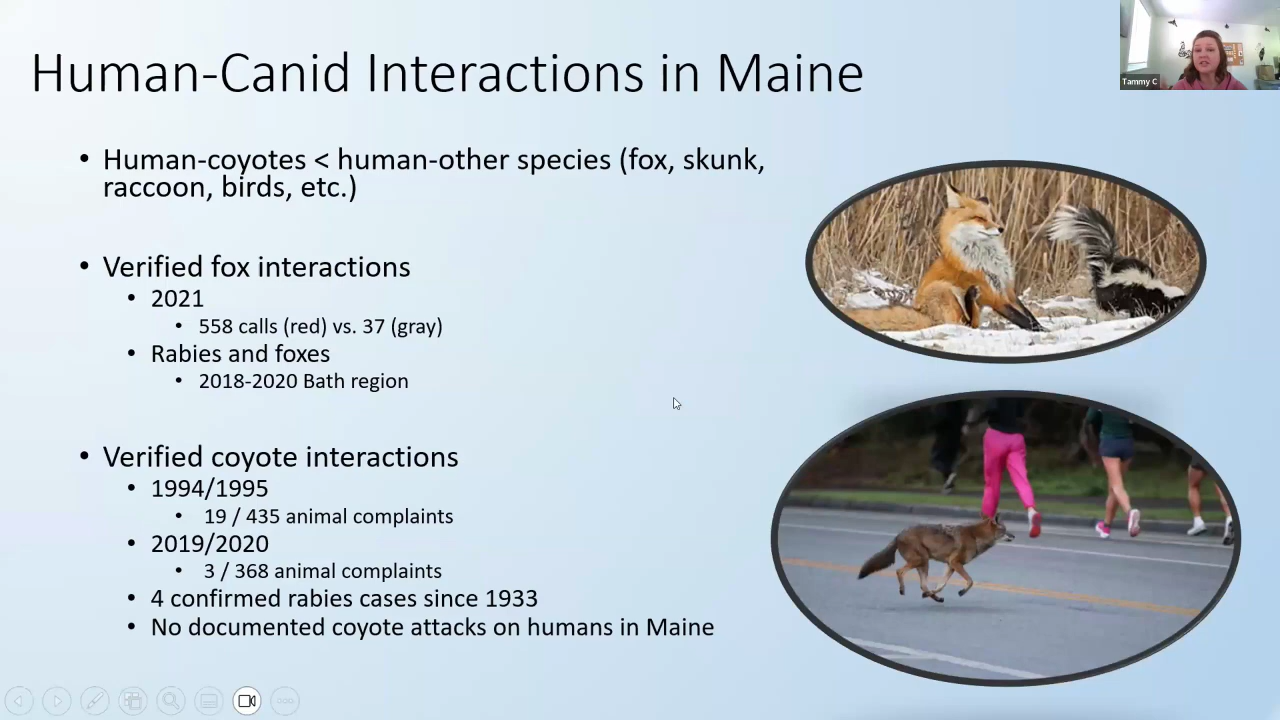 Human-Canid Interactions in Maine
Tammy C
• Human-coyotes < human-other species (fox, skunk,
raccoon, birds, etc.)
• Verified fox interactions
• 2021
• 558 calls (red) vs. 37 (gray)
• Rabies and foxes
• 2018-2020 Bath region
• Verified coyote interactions
• 1994/1995
• 19 / 435 animal complaints
• 2019/2020
• 3 / 368 animal complaints
• 4 confirmed rabies cases since 1933
• No documented coyote attacks on humans in Maine